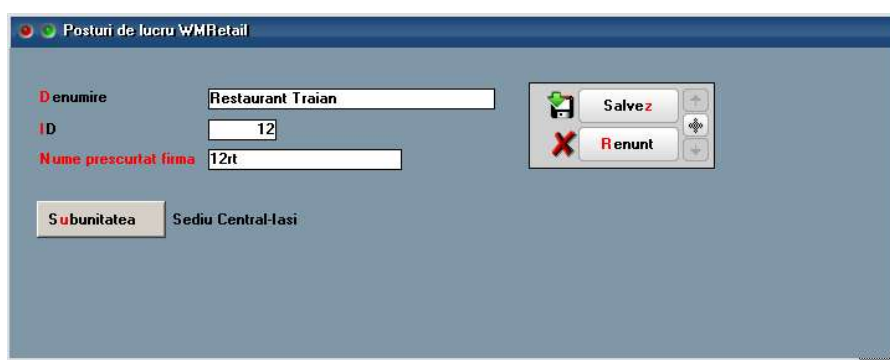 Posturi de lucru WMRetail
Denumire Restaurant Traian
ID 12
Nume prescurtat firma 12rt
Salvez
Renunt
Subunitatea Sediu Central-Iasi